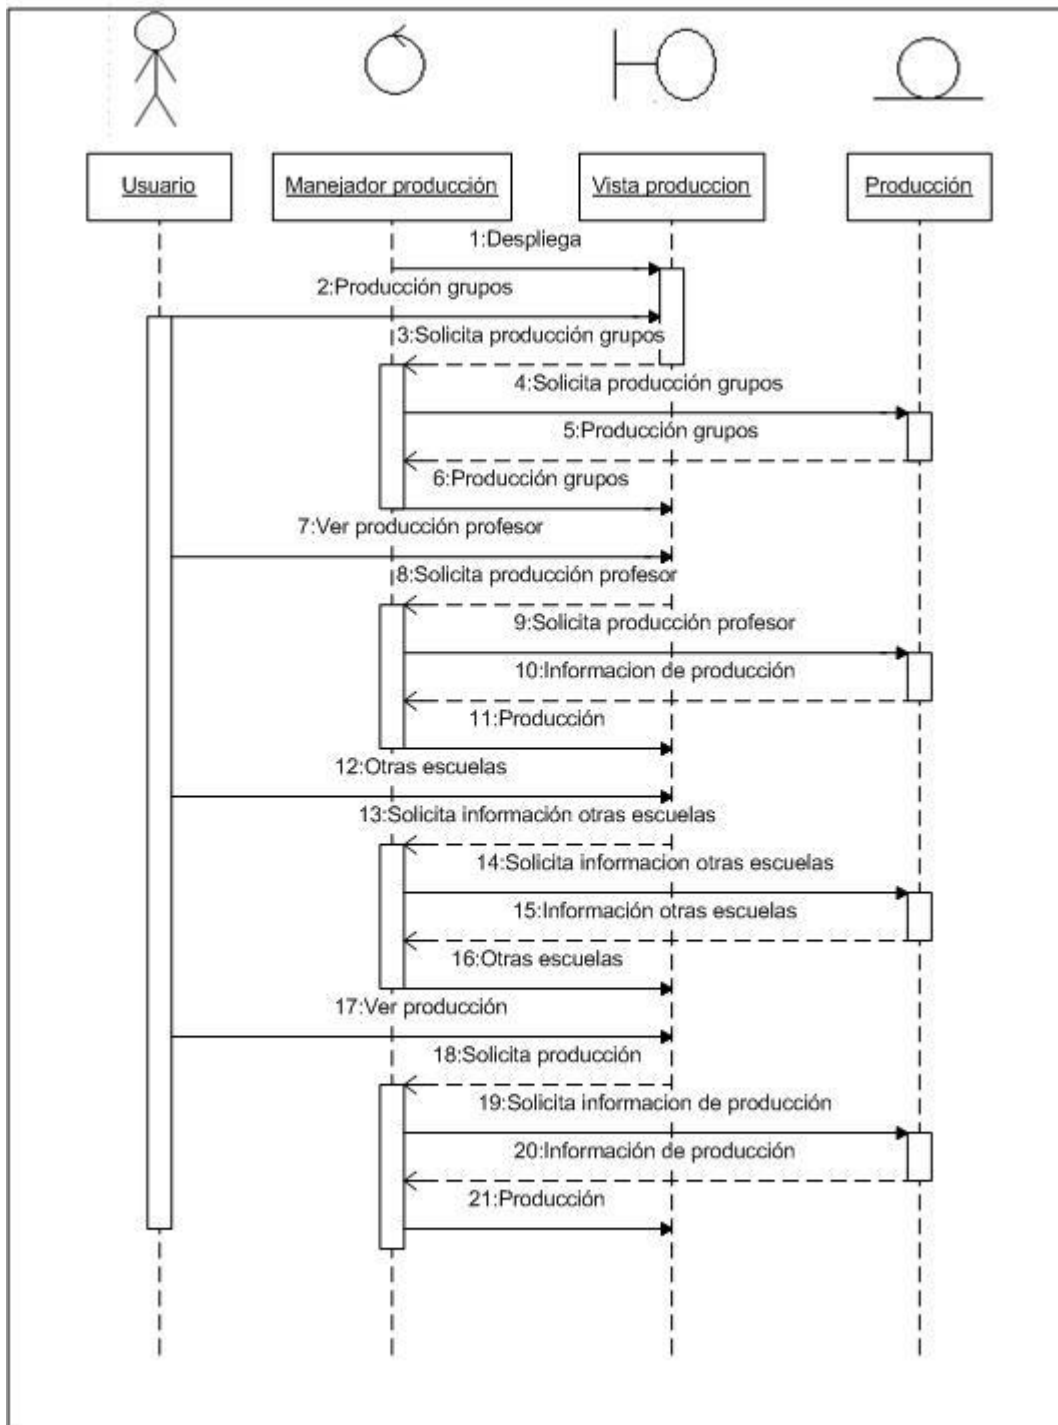 Usuario
Manejador producción
Vista produccion
Producción
1:Despliega
2:Producción grupos
3:Solicita producción grupos
4:Solicita producción grupos
5:Producción grupos
6:Producción grupos
7:Ver producción profesor
8:Solicita producción profesor
9:Solicita producción profesor
10:Informacion de producción
11:Producción
12:Otras escuelas
13:Solicita información otras escuelas
14:Solicita informacion otras escuelas
15:Información otras escuelas
16:Otras escuelas
17:Ver producción
18:Solicita producción
19:Solicita informacion de producción
20:Información de producción
21:Producción